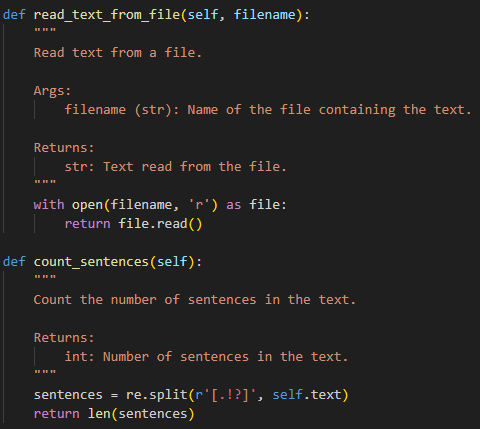 def read_text_from_file(self, filename):
    """
    Read text from a file.

    Args:
        filename (str): Name of the file containing the text.

    Returns:
        str: Text read from the file.
    """
    with open(filename, 'r') as file:
        return file.read()

def count_sentences(self):
    """
    Count the number of sentences in the text.

    Returns:
        int: Number of sentences in the text.
    """
    sentences = re.split(r'[.!?]', self.text)
    return len(sentences)